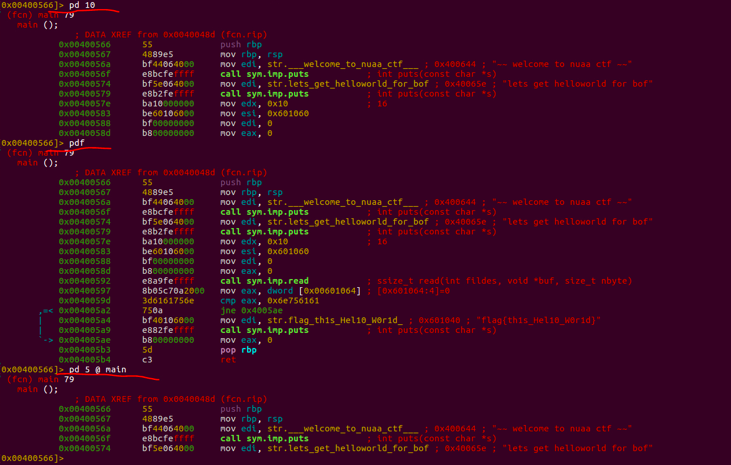 0x00400566]> pd 10
(fcn) main 79
main ();
; DATA XREF from 0x0040048d (fcn.rip)
0x00400566 55 push rbp
0x00400567 4889e5 mov rbp, rsp
0x0040056a bf44064000 mov edi, str.___welcome_to_nuaa_ctf___ ; 0x400644 ; "~~ welcome to nuaa ctf ~~"
0x0040056f e8bcfeffff call sym.imp.puts ; int puts(const char *s)
0x00400574 bf5e064000 mov edi, str.lets_get_helloworld_for_bof ; 0x40065e ; "lets get helloworld for bof"
0x00400579 e8b2feffff call sym.imp.puts ; int puts(const char *s)
0x0040057e ba10000000 mov edx, 0x10 ; 16
0x00400583 be60106000 mov esi, 0x601060
0x00400588 bf00000000 mov edi, 0
0x0040058d b800000000 mov eax, 0
0x00400566]> pdf
(fcn) main 79
main ();
; DATA XREF from 0x0040048d (fcn.rip)
0x00400566 55 push rbp
0x00400567 4889e5 mov rbp, rsp
0x0040056a bf44064000 mov edi, str.___welcome_to_nuaa_ctf___ ; 0x400644 ; "~~ welcome to nuaa ctf ~~"
0x0040056f e8bcfeffff call sym.imp.puts ; int puts(const char *s)
0x00400574 bf5e064000 mov edi, str.lets_get_helloworld_for_bof ; 0x40065e ; "lets get helloworld for bof"
0x00400579 e8b2feffff call sym.imp.puts ; int puts(const char *s)
0x0040057e ba10000000 mov edx, 0x10 ; 16
0x00400583 be60106000 mov esi, 0x601060
0x00400588 bf00000000 mov edi, 0
0x0040058d b800000000 mov eax, 0
0x00400592 e8a9feffff call sym.imp.read ; ssize_t read(int fildes, void *buf, size_t nbyte)
0x00400597 8b05c70a2000 mov eax, dword [0x00601064] ; [0x601064:4]=0
0x0040059d 3d6161756e cmp eax, 0x6e756161
,=< 0x004005a2 750a jne 0x4005ae
| 0x004005a4 bf40106000 mov edi, str.flag_th1s_Hel10_W0r1d_ ; 0x601040 ; "flag{th1s_Hel10_W0r1d}"
| 0x004005a9 e882feffff call sym.imp.puts ; int puts(const char *s)
`-> 0x004005ae b800000000 mov eax, 0
0x004005b3 5d pop rbp
0x004005b4 c3 ret
0x00400566]> pd 5 @ main
(fcn) main 79
main ();
; DATA XREF from 0x0040048d (fcn.rip)
0x00400566 55 push rbp
0x00400567 4889e5 mov rbp, rsp
0x0040056a bf44064000 mov edi, str.___welcome_to_nuaa_ctf___ ; 0x400644 ; "~~ welcome to nuaa ctf ~~"
0x0040056f e8bcfeffff call sym.imp.puts ; int puts(const char *s)
0x00400574 bf5e064000 mov edi, str.lets_get_helloworld_for_bof ; 0x40065e ; "lets get helloworld for bof"
0x00400566]>